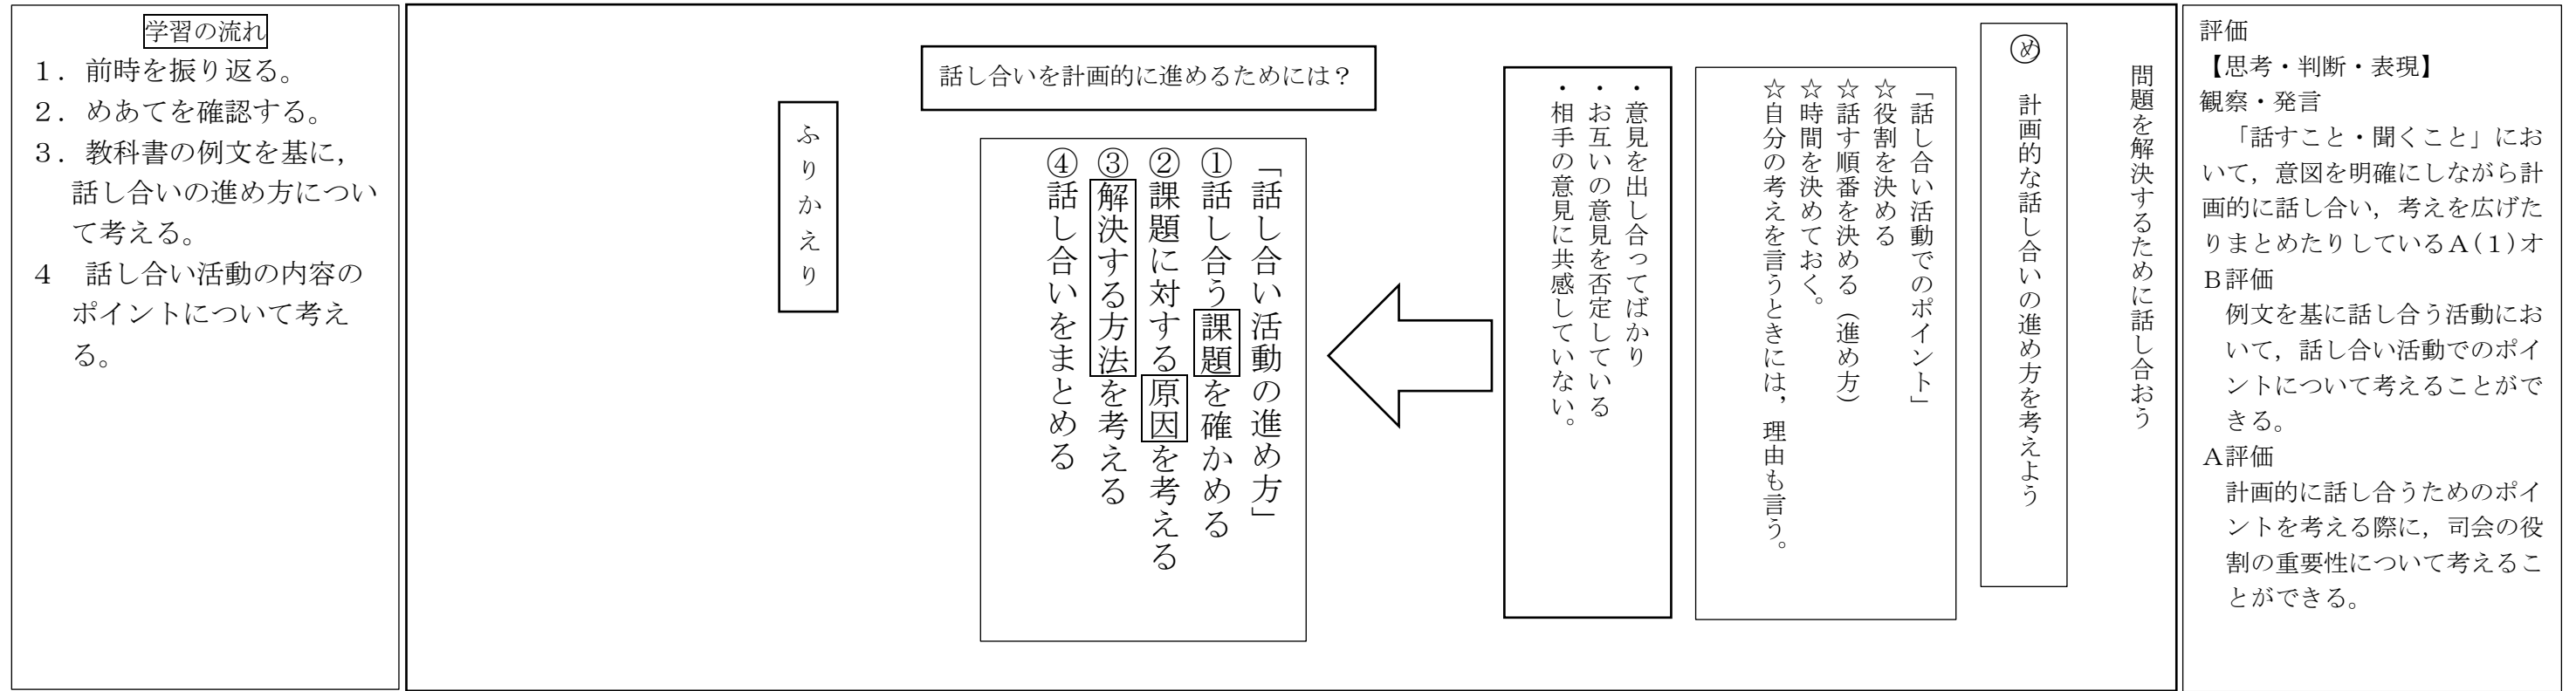 学習の流れ
１．前時を振り返る。
２．めあてを確認する。
３．教科書の例文を基に，
話し合いの進め方につい
て考える。
４　話し合い活動の内容の
ポイントについて考え
る。
問題を解決するために話し合おう
め　計画的な話し合いの進め方を考えよう
「話し合い活動でのポイント」
☆役割を決める
☆話す順番を決める（進め方）
☆時間を決めておく。
☆自分の考えを言うときには，理由も言う。
・意見を出し合ってばかり
・お互いの意見を否定している
・相手の意見に共感していない。
話し合いを計画的に進めるためには？
「話し合い活動の進め方」
①話し合う課題を確かめる
②課題に対する原因を考える
③解決する方法を考える
④話し合いをまとめる
ふりかえり
評価
【思考・判断・表現】
観察・発言
「話すこと・聞くこと」にお
いて，意図を明確にしながら計
画的に話し合い，考えを広げた
りまとめたりしているＡ(１)オ
Ｂ評価
例文を基に話し合う活動にお
いて，話し合い活動でのポイ
ントについて考えることがで
きる。
Ａ評価
計画的に話し合うためのポイ
ントを考える際に，司会の役
割の重要性について考えるこ
とができる。